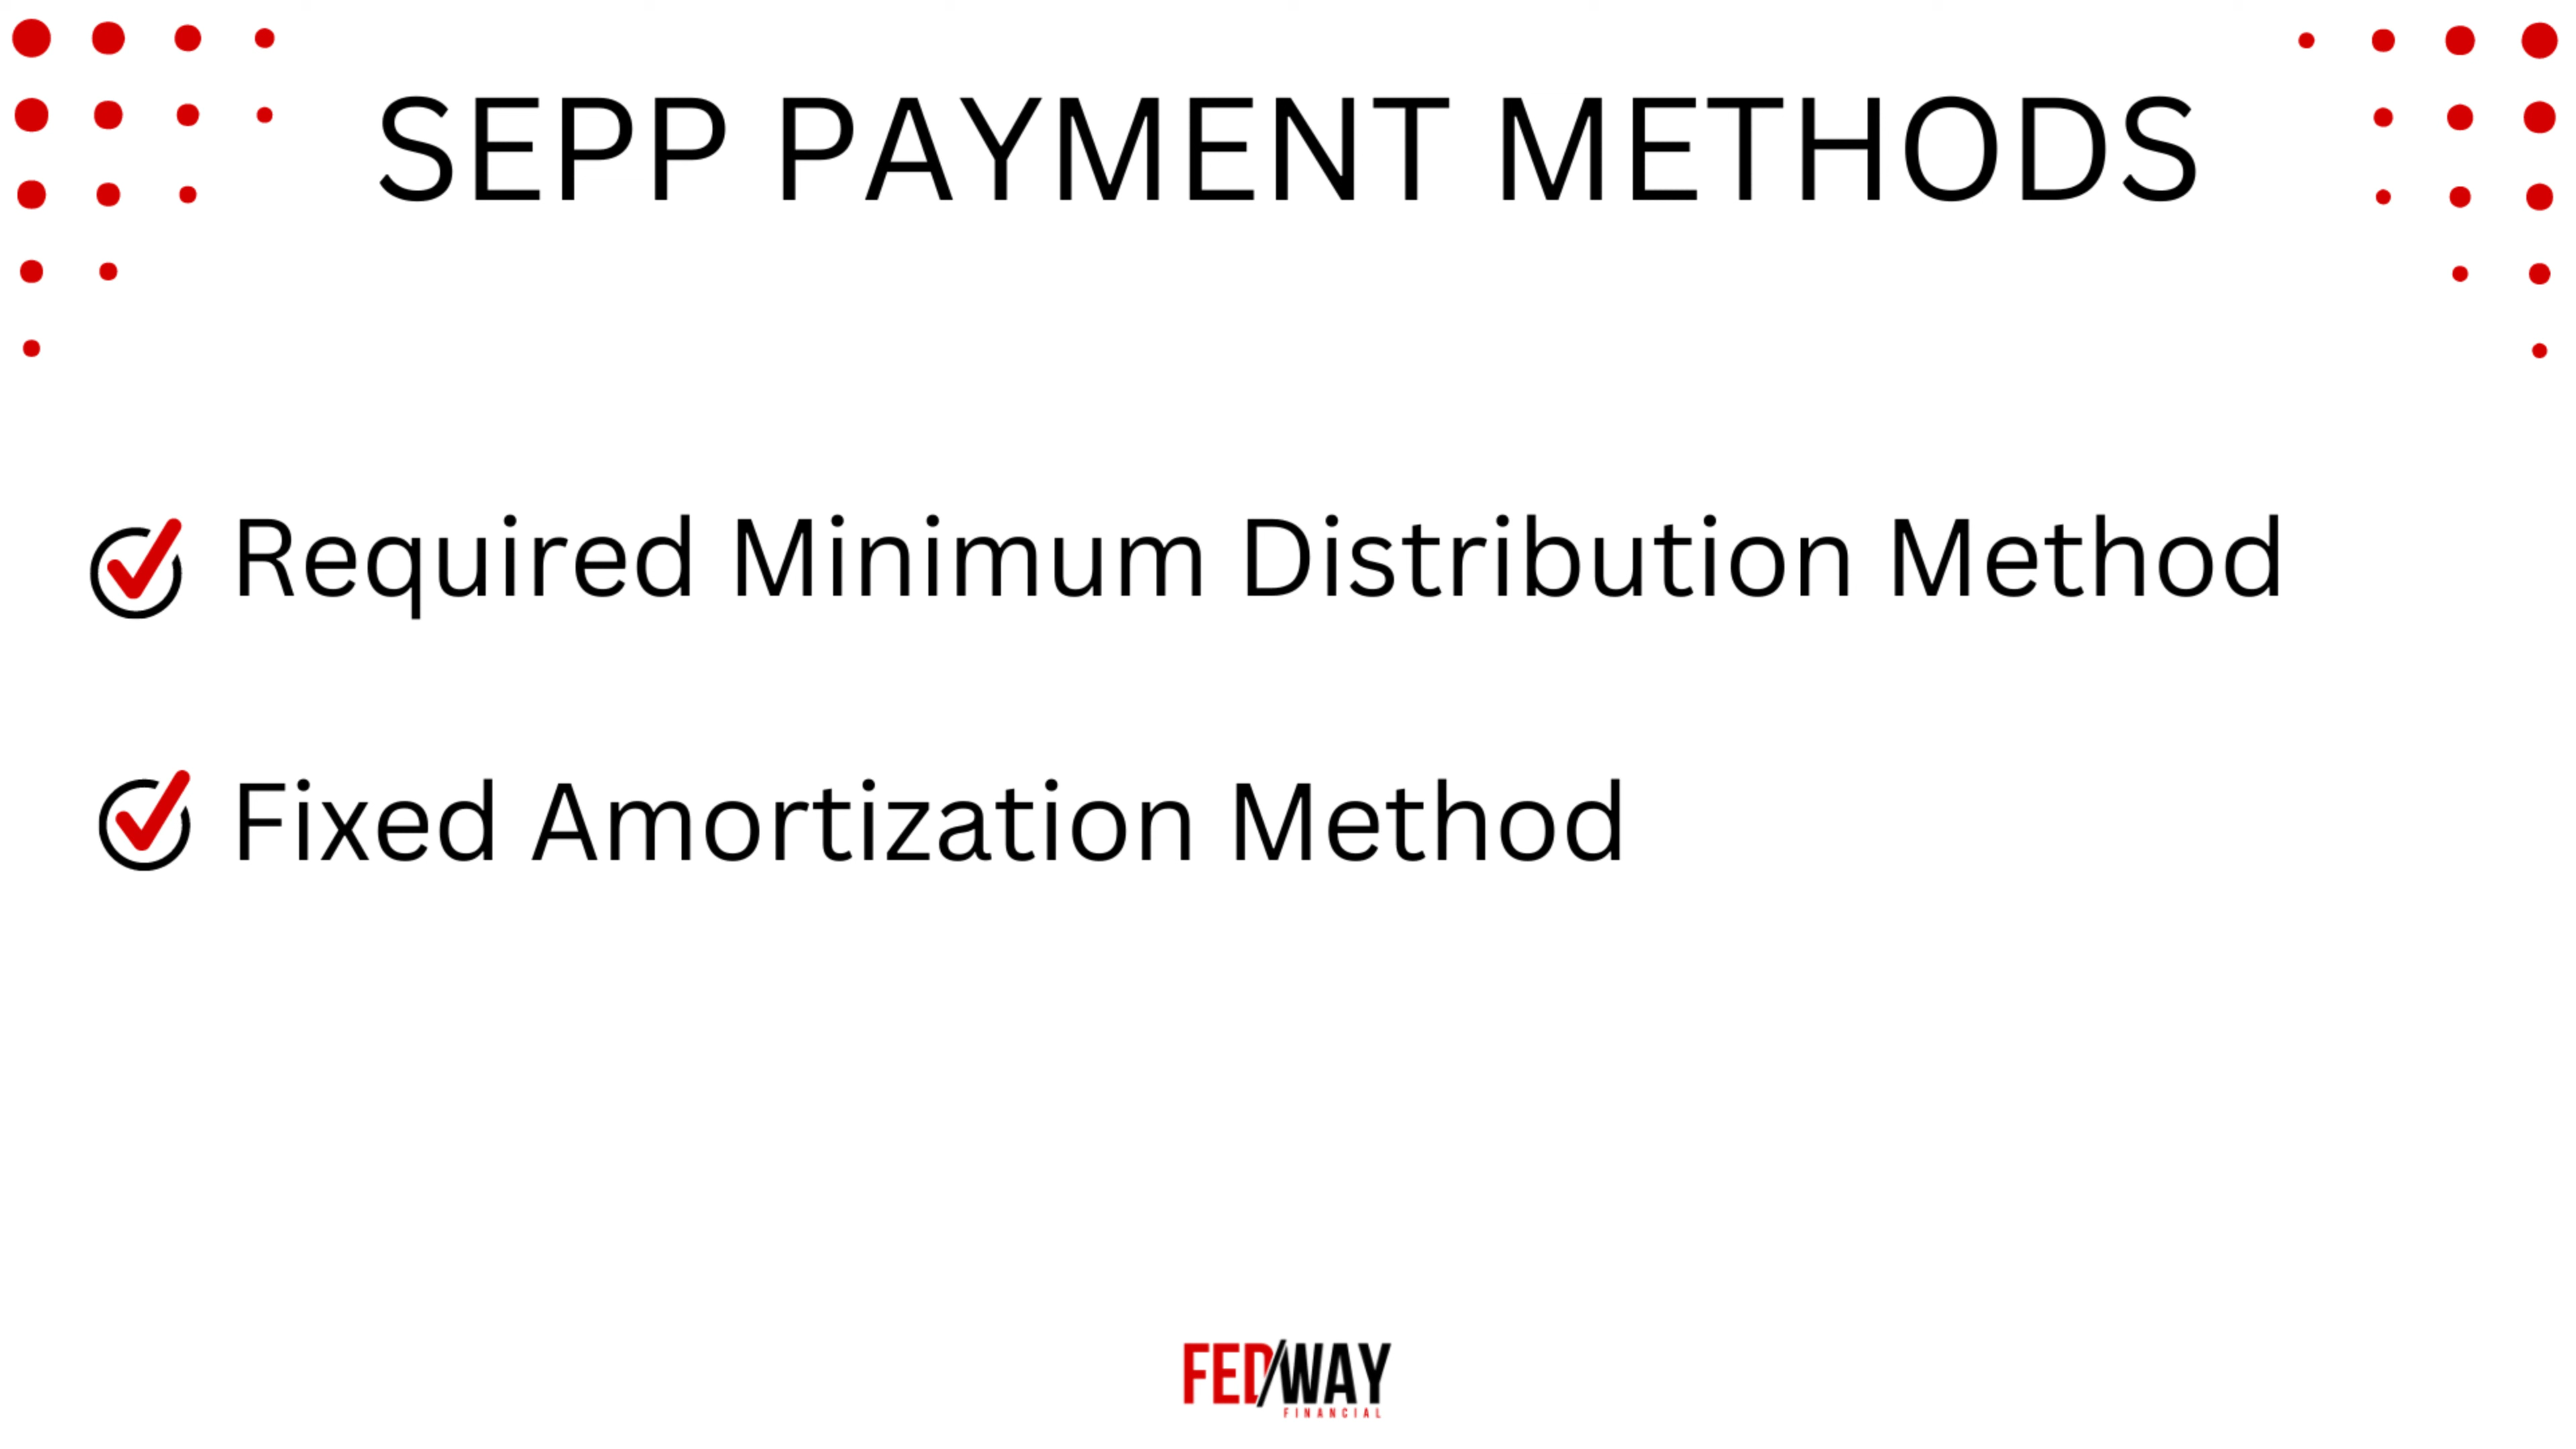 SEPP PAYMENT METHODS
Required Minimum Distribution Method
Fixed Amortization Method
FED/WAY
FINANCIAL